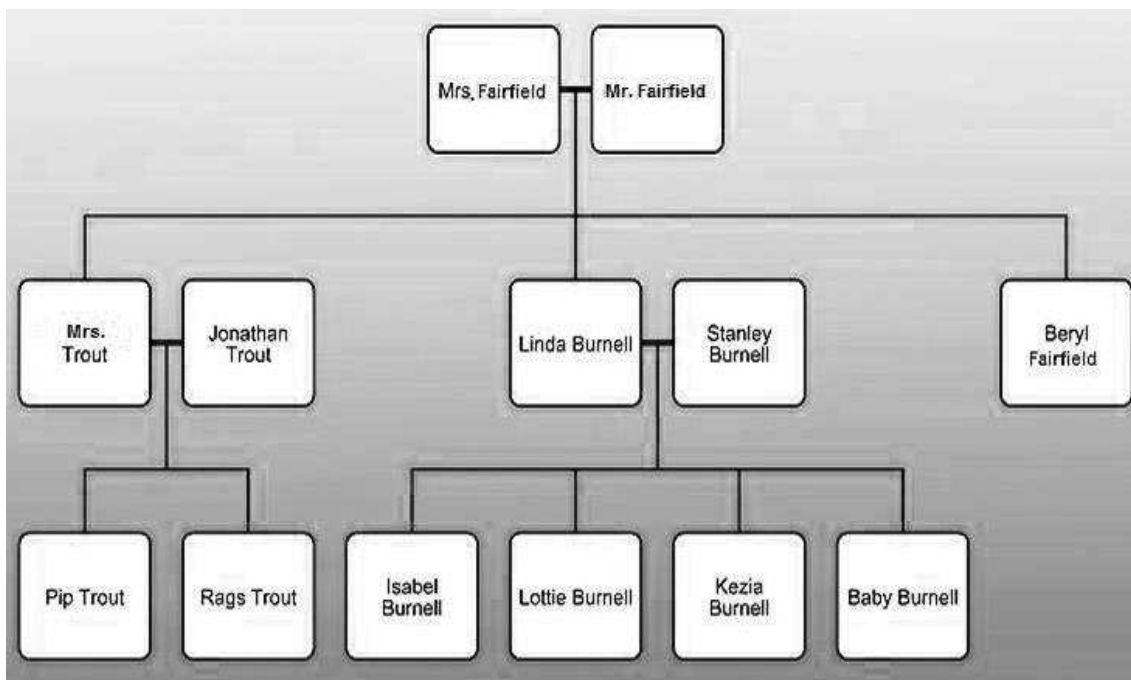 Mrs. Fairfield
Mr. Fairfield
Mrs.
Trout
Jonathan
Trout
Linda Burnell
Stanley
Burnell
Beryl
Fairfield
Pip Trout
Rags Trout
Isabel
Burnell
Lottie Burnell
Kezia
Burnell
Baby Burnell